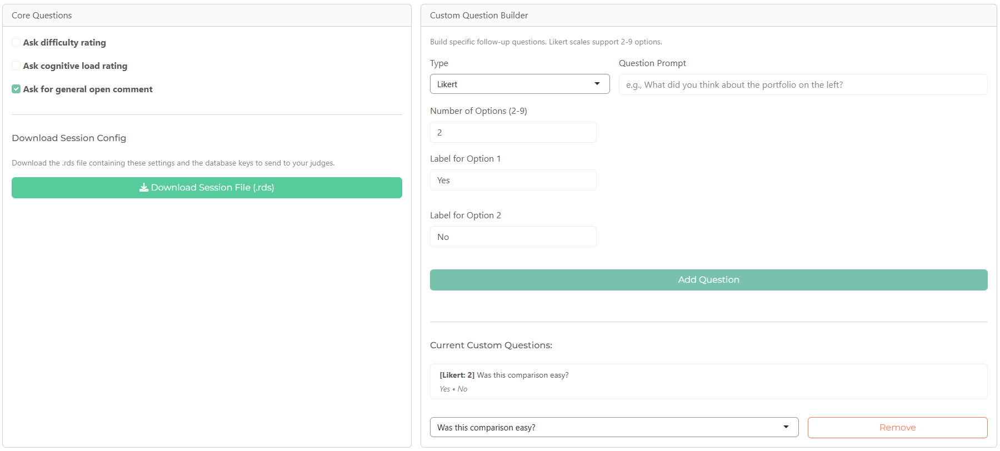 Core Questions
Ask difficulty rating
Ask cognitive load rating
Ask for general open comment
Download Session Config
Download the .rds file containing these settings and the database keys to send to your judges.
Download Session File (.rds)
Custom Question Builder
Build specific follow-up questions. Likert scales support 2-9 options.
Type
Question Prompt
Likert
e.g., What did you think about the portfolio on the left?
Number of Options (2-9)
2
Label for Option 1
Yes
Label for Option 2
No
Add Question
Current Custom Questions:
[Likert: 2] Was this comparison easy?
Yes • No
Was this comparison easy?
Remove